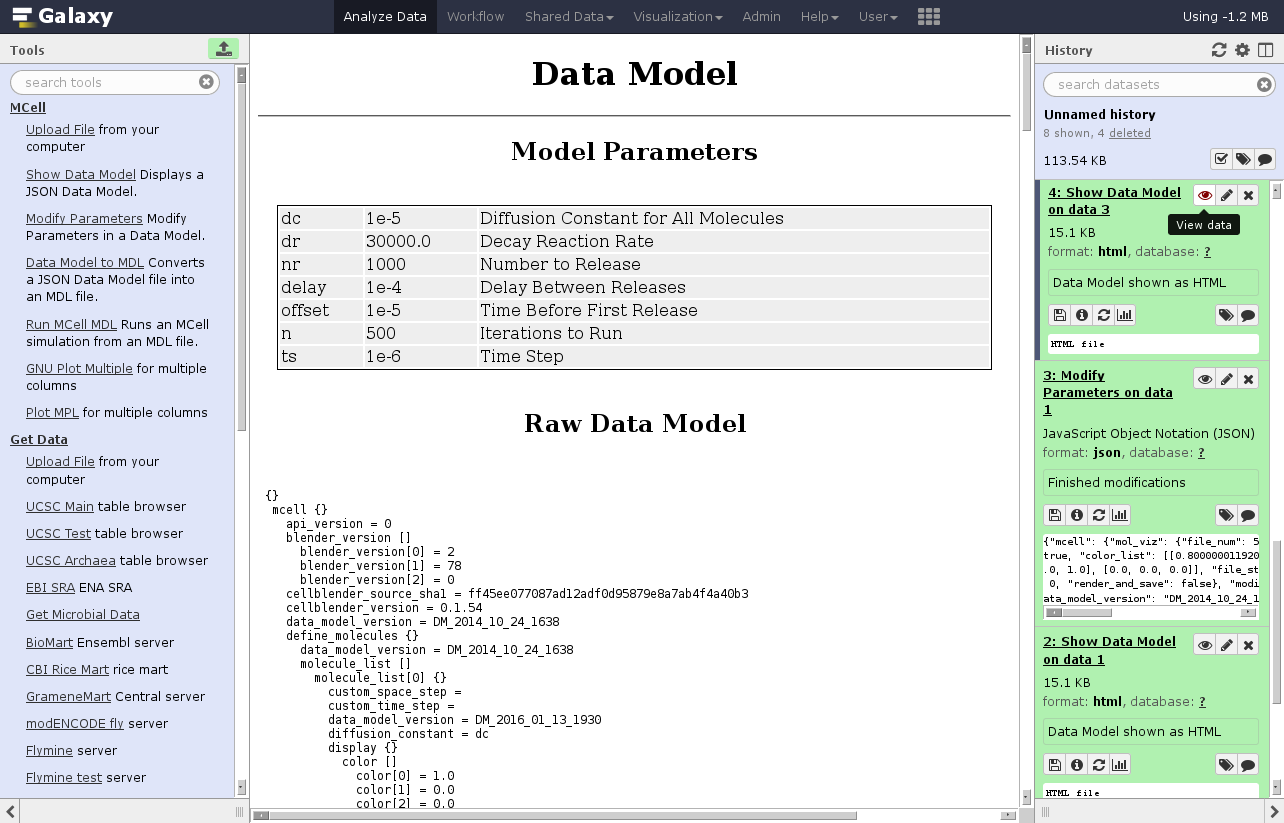 Galaxy
Analyze Data
Workflow
Shared Data
Visualization
Admin
Help
User
Using -1.2 MB
Tools
search tools
MCell
Upload File from your
computer
Show Data Model Displays a
JSON Data Model.
Modify Parameters Modify
Parameters in a Data Model.
Data Model to MDL Converts
a JSON Data Model file into
an MDL file.
Run MCell MDL Runs an MCell
simulation from an MDL file.
GNU Plot Multiple for multiple
columns
Plot MPL for multiple columns
Get Data
Upload File from your
computer
UCSC Main table browser
UCSC Test table browser
UCSC Archaea table browser
EBI SRA ENA SRA
Get Microbial Data
BioMart Ensembl server
CBI Rice Mart rice mart
GrameneMart Central server
modENCODE fly server
Flymine server
Flymine test server
Data Model
Model Parameters
dc 1e-5 Diffusion Constant for All Molecules
dr 30000.0 Decay Reaction Rate
nr 1000 Number to Release
delay 1e-4 Delay Between Releases
offset 1e-5 Time Before First Release
n 500 Iterations to Run
ts 1e-6 Time Step
Raw Data Model
{}
mcell {}
api_version = 0
blender_version []
blender_version[0] = 2
blender_version[1] = 78
blender_version[2] = 0
cellblender_source_sha1 = ff45ee077087ad12adf0d95879e8a7ab4f4a40b3
cellblender_version = 0.1.54
data_model_version = DM_2014_10_24_1638
define_molecules {}
data_model_version = DM_2014_10_24_1638
molecule_list []
molecule_list[0] {}
custom_space_step =
custom_time_step =
data_model_version = DM_2016_01_13_1930
diffusion_constant = dc
display {}
color []
color[0] = 1.0
color[1] = 0.0
color[2] = 0.0
History
search datasets
Unnamed history
8 shown, 4 deleted
113.54 KB
4: Show Data Model
on data 3
View data
15.1 KB
format: html, database: ?
Data Model shown as HTML
HTML file
3: Modify
Parameters on data
1
JavaScript Object Notation (JSON)
format: json, database: ?
Finished modifications
{"mcell": {"mol_viz": {"file_num": 5
true, "color_list": [[0.800000011920
.0, 1.0], [0.0, 0.0, 0.0]], "file_st
0, "render_and_save": false}, "modi
ata_model_version": "DM_2014_10_24_1
2: Show Data Model
on data 1
15.1 KB
format: html, database: ?
Data Model shown as HTML
HTML file